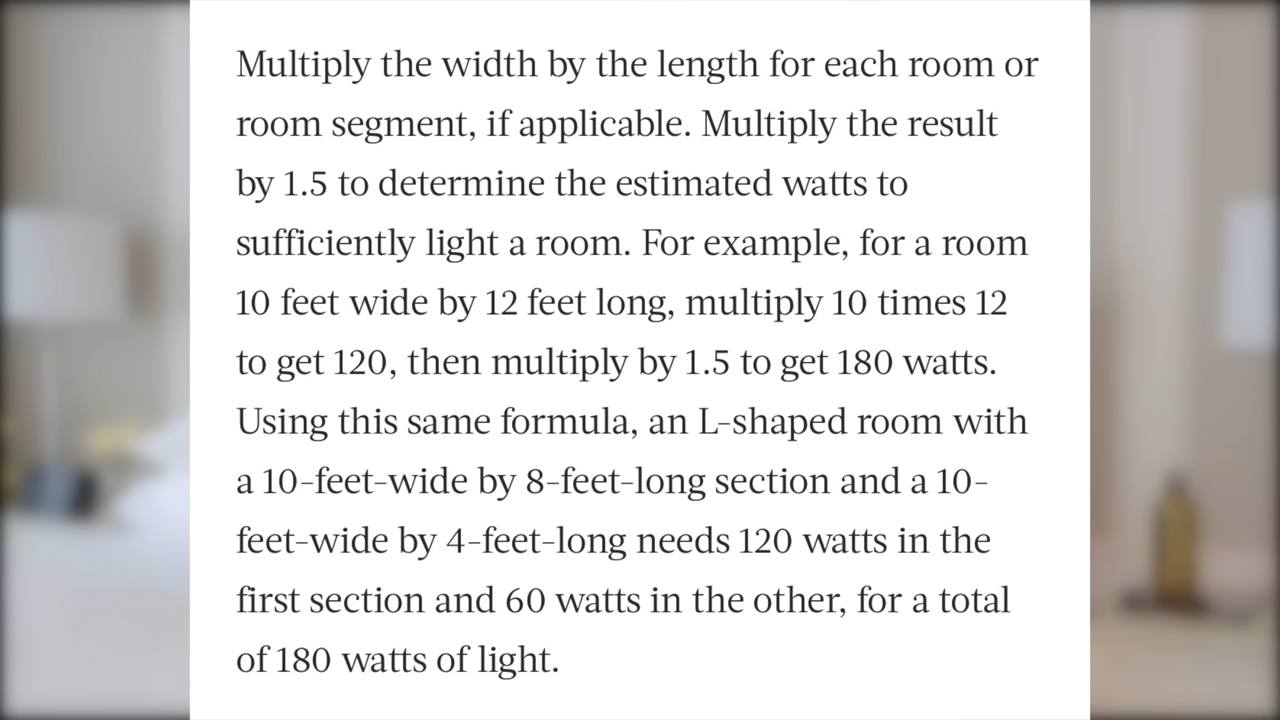 Multiply the width by the length for each room or
room segment, if applicable. Multiply the result
by 1.5 to determine the estimated watts to
sufficiently light a room. For example, for a room
10 feet wide by 12 feet long, multiply 10 times 12
to get 120, then multiply by 1.5 to get 180 watts.
Using this same formula, an L-shaped room with
a 10-feet-wide by 8-feet-long section and a 10-
feet-wide by 4-feet-long needs 120 watts in the
first section and 60 watts in the other, for a total
of 180 watts of light.